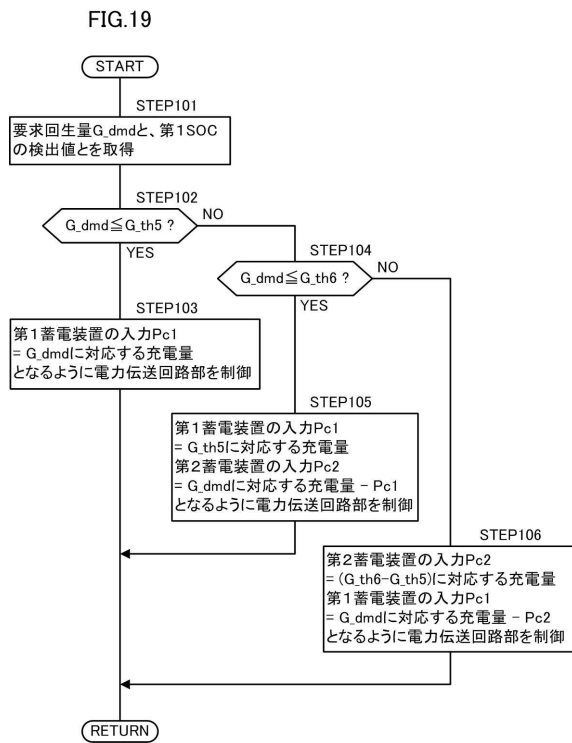 FIG.19
START
STEP101
要求回生量G_dmdと、第1SOC
の検出値とを取得
STEP102
G_dmd≦G_th5 ?
NO
YES
STEP104
G_dmd≦G_th6 ?
NO
YES
STEP103
第1蓄電装置の入力Pc1
= G_dmdに対応する充電量
となるように電力伝送回路部を制御
STEP105
第1蓄電装置の入力Pc1
= G_th5に対応する充電量
第2蓄電装置の入力Pc2
= G_dmdに対応する充電量 − Pc1
となるように電力伝送回路部を制御
STEP106
第2蓄電装置の入力Pc2
= (G_th6−G_th5)に対応する充電量
第1蓄電装置の入力Pc1
= G_dmdに対応する充電量 − Pc2
となるように電力伝送回路部を制御
RETURN